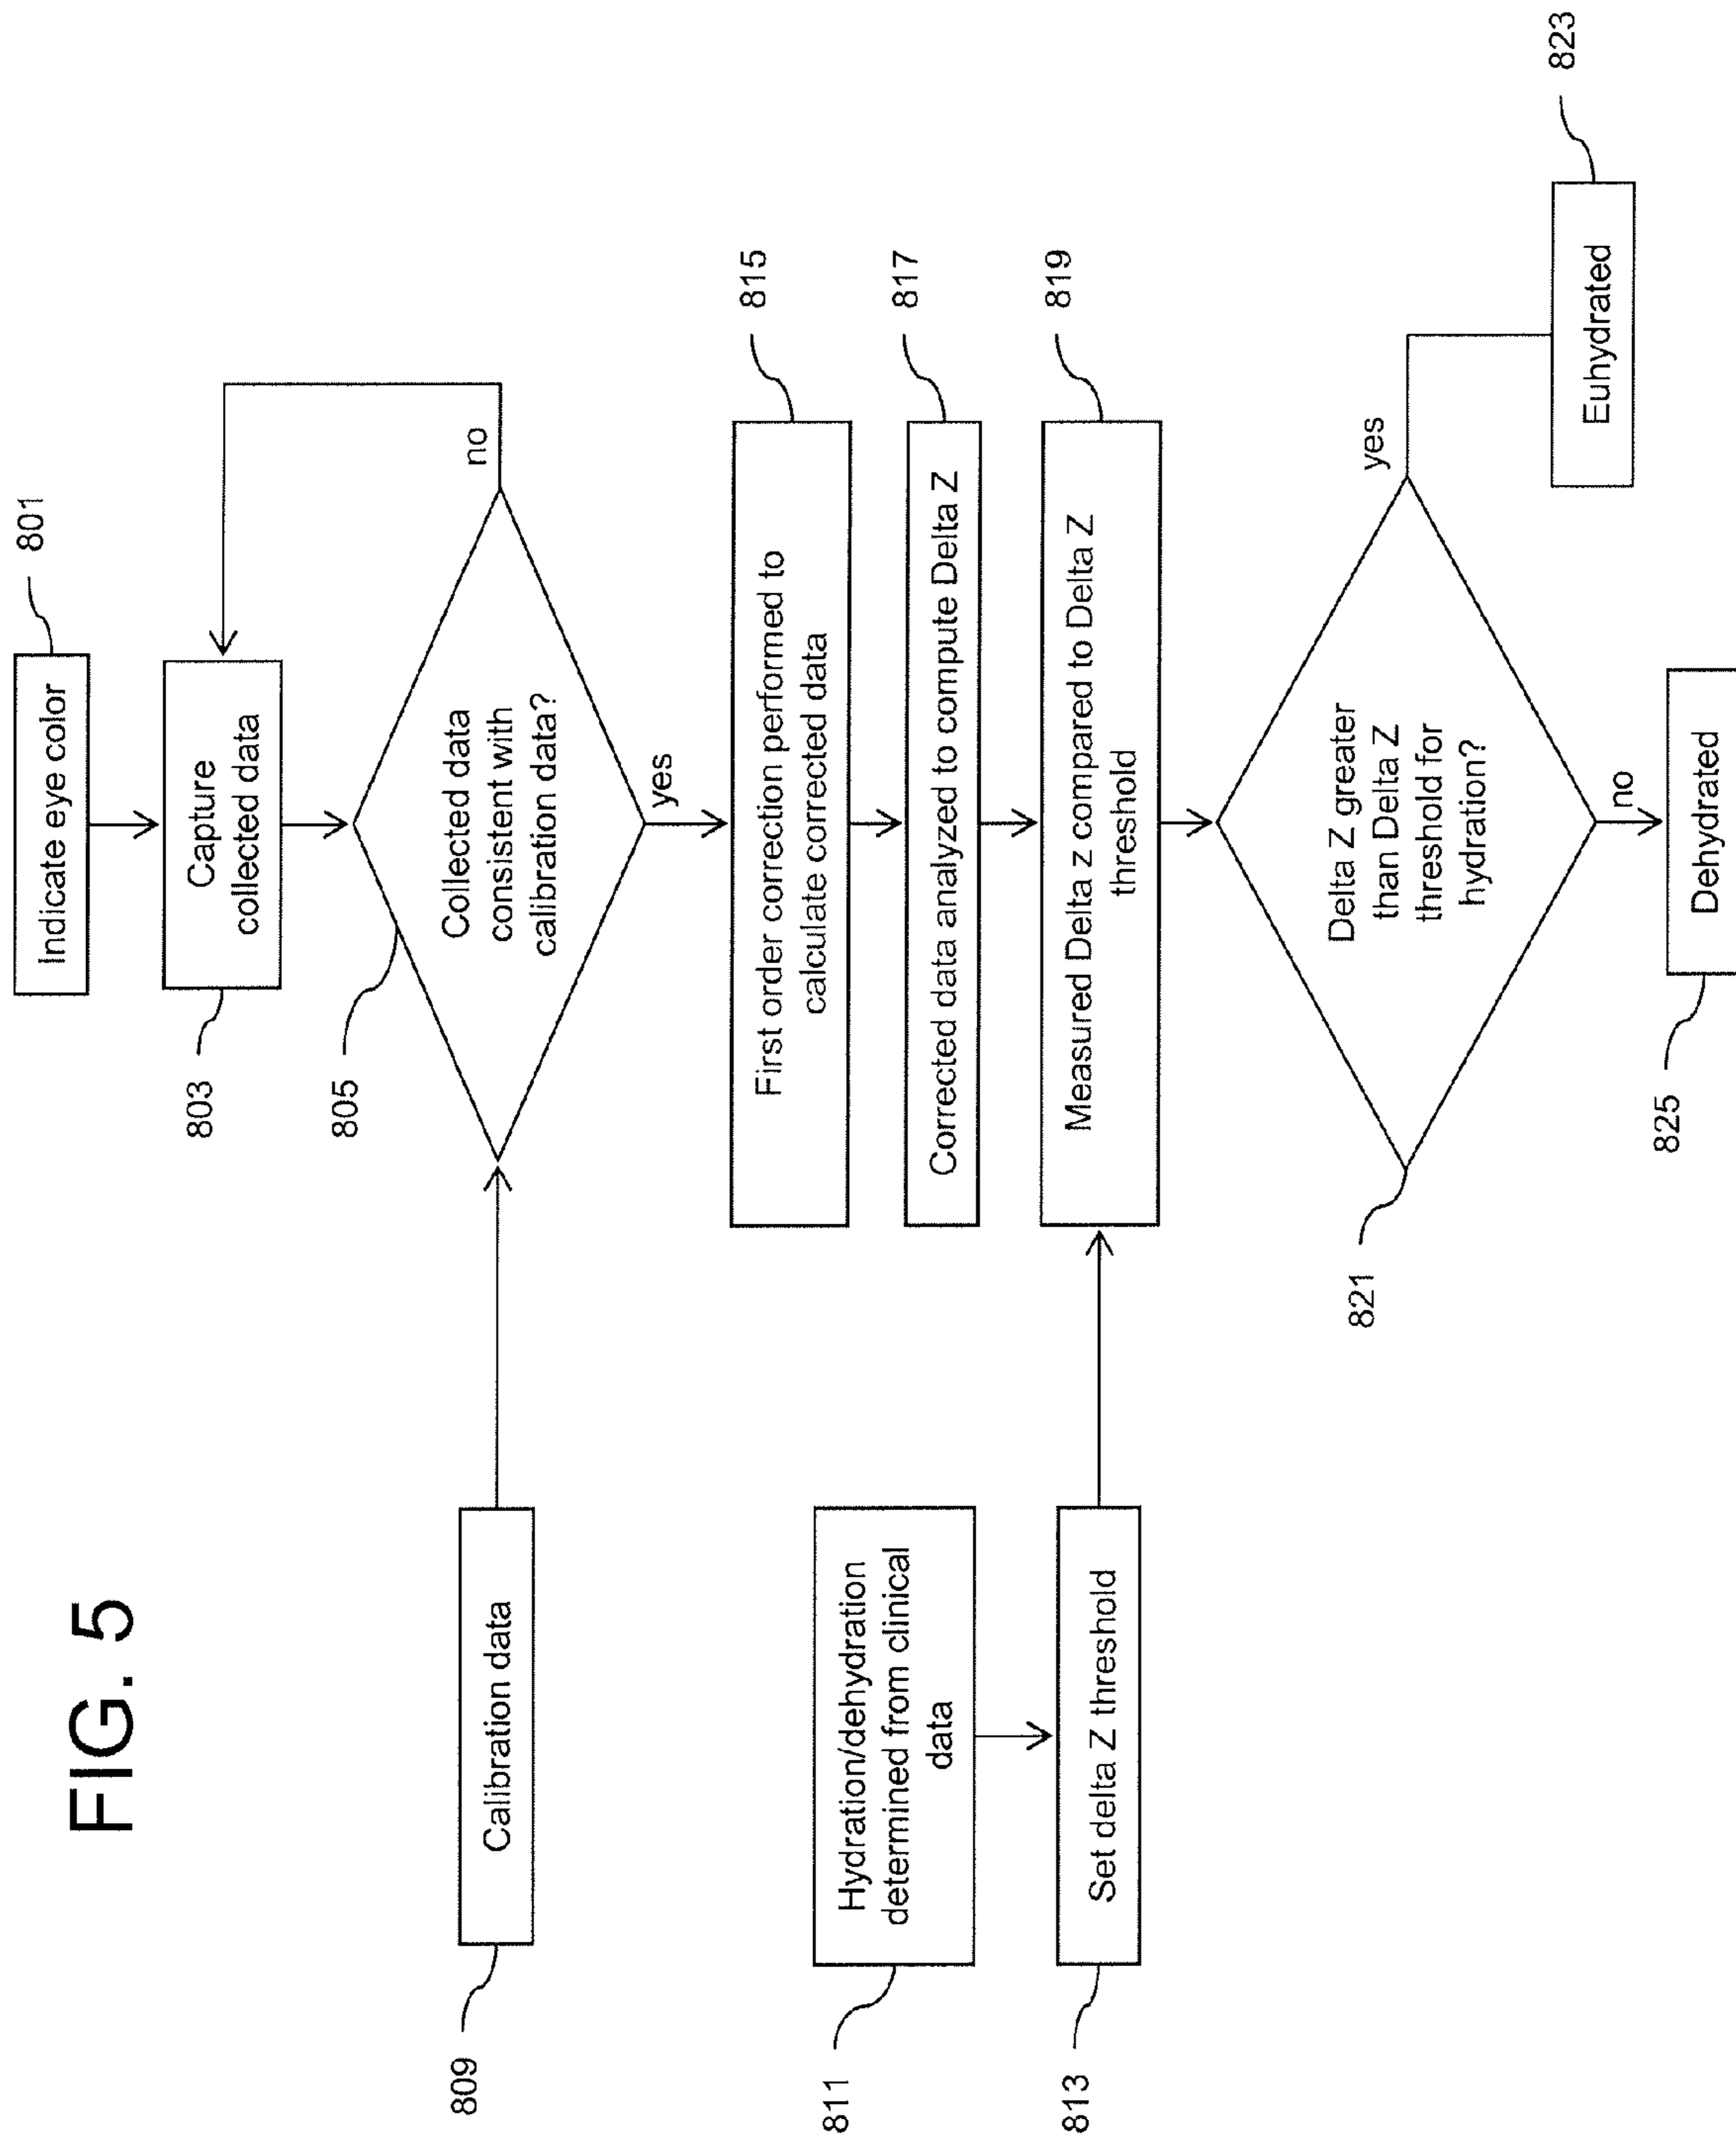 FIG. 5
Indicate eye color
801
Capture
collected data
803
Collected data
consistent with
calibration data?
805
no
yes
Calibration data
809
First order correction performed to
calculate corrected data
815
Corrected data analyzed to compute Delta Z
817
Hydration/dehydration
determined from clinical
data
811
Set delta Z threshold
813
Measured Delta z compared to Delta Z
threshold
819
Delta Z greater
than Delta Z
threshold for
hydration?
821
yes
no
Euhydrated
823
Dehydrated
825